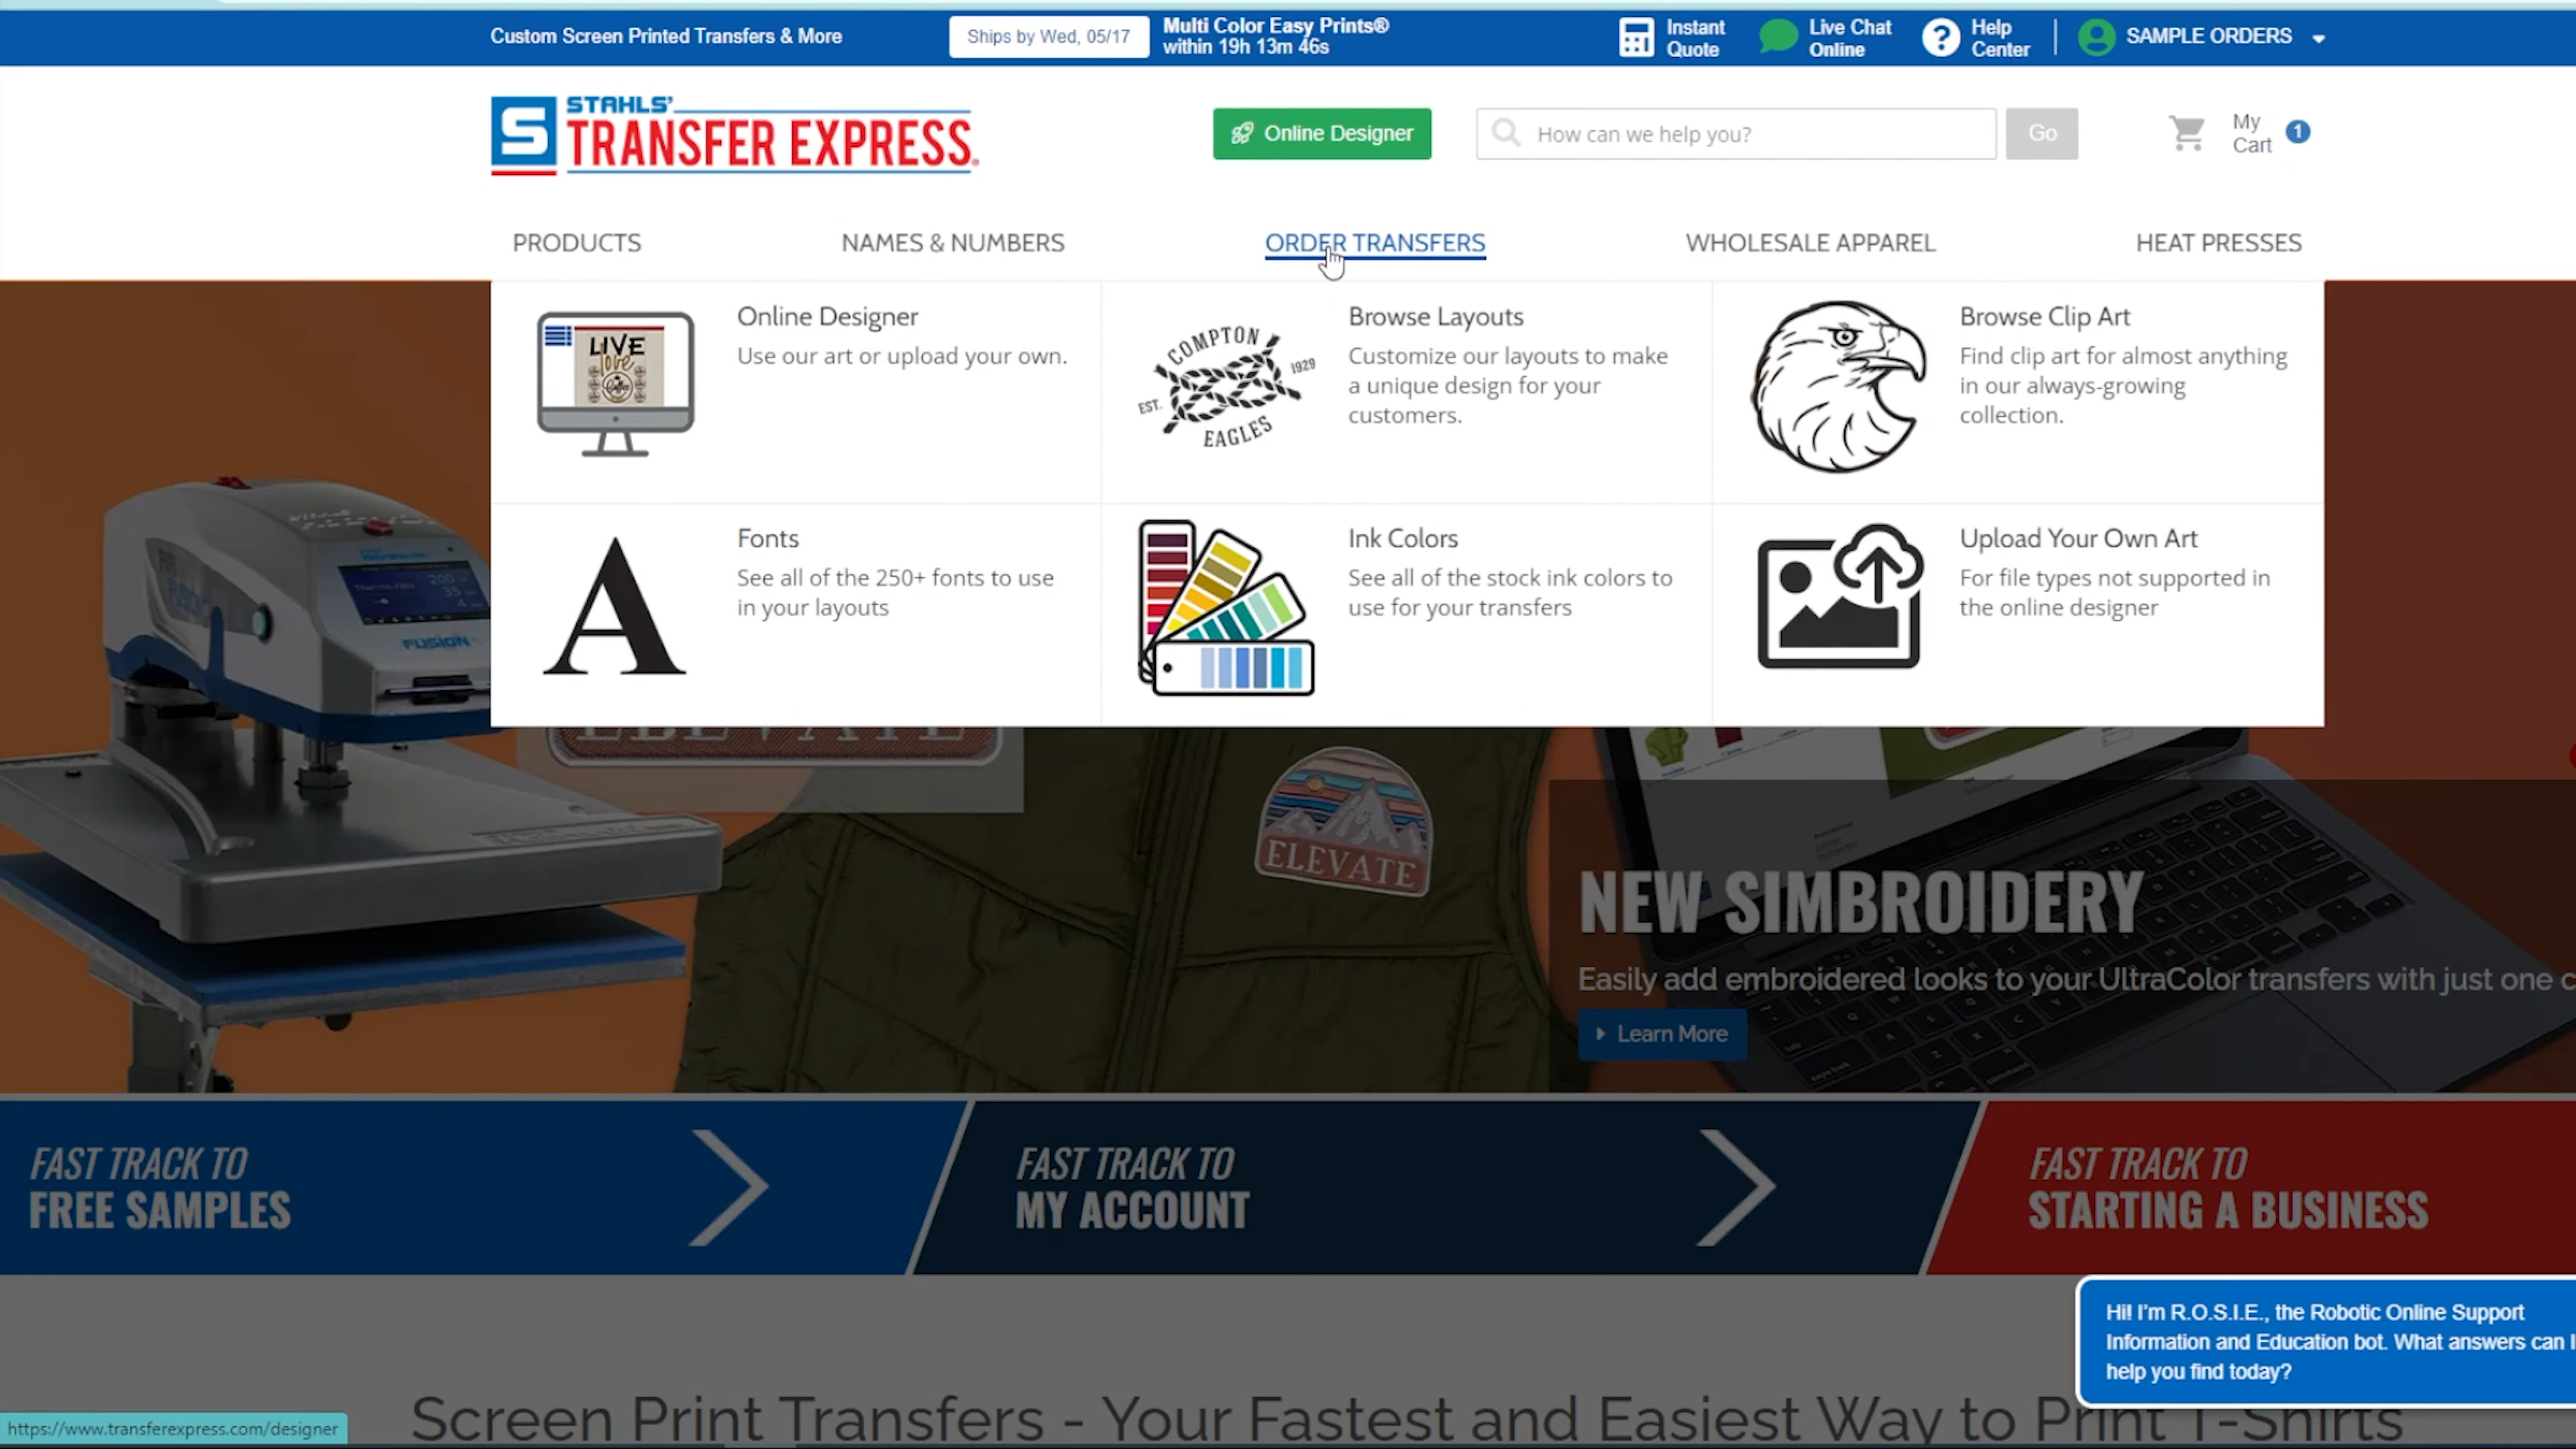 Custom Screen Printed Transfers & More
Ships by Wed, 05/17
Multi Color Easy Prints®
within 19h 13m 46s
Instant
Quote
Live Chat
Online
Help
Center
SAMPLE ORDERS
S
STAHLS'
TRANSFER EXPRESS®
Online Designer
How can we help you?
Go
My
Cart
1
PRODUCTS
NAMES & NUMBERS
ORDER TRANSFERS
WHOLESALE APPAREL
HEAT PRESSES
LIVE
love
Coffee
Online Designer
Use our art or upload your own.
COMPTON
EST.
1929
EAGLES
Browse Layouts
Customize our layouts to make
a unique design for your
customers.
Browse Clip Art
Find clip art for almost anything
in our always-growing
collection.
A
Fonts
See all of the 250+ fonts to use
in your layouts
Ink Colors
See all of the stock ink colors to
use for your transfers
Upload Your Own Art
For file types not supported in
the online designer
200
35
4
FUSION
ELEVATE
ELEVATE
NEW SIMBROIDERY
Easily add embroidered looks to your UltraColor transfers with just one c
Learn More
FAST TRACK TO
FREE SAMPLES
FAST TRACK TO
MY ACCOUNT
FAST TRACK TO
STARTING A BUSINESS
Hi! I'm R.O.S.I.E., the Robotic Online Support
Information and Education bot. What answers can I
help you find today?
Screen Print Transfers - Your Fastest and Easiest Way to Print T-Shirts
https://www.transferexpress.com/designer